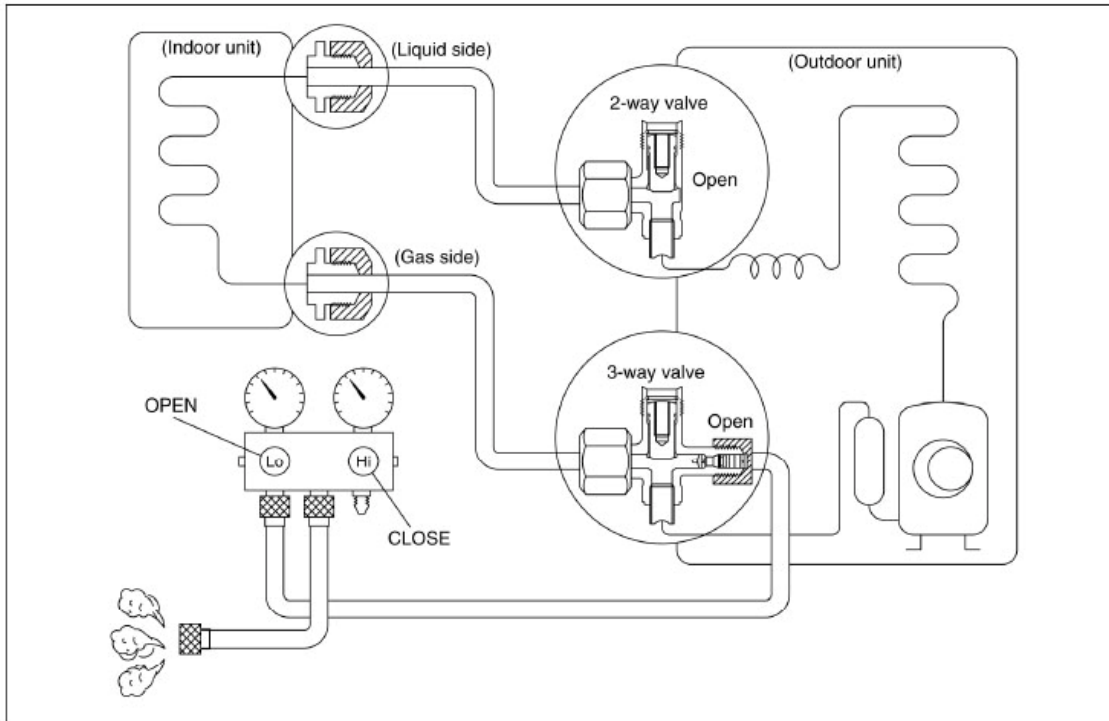 (Indoor unit)
(Liquid side)
(Outdoor unit)
2-way valve
Open
(Gas side)
3-way valve
Open
OPEN
Lo
Hi
CLOSE